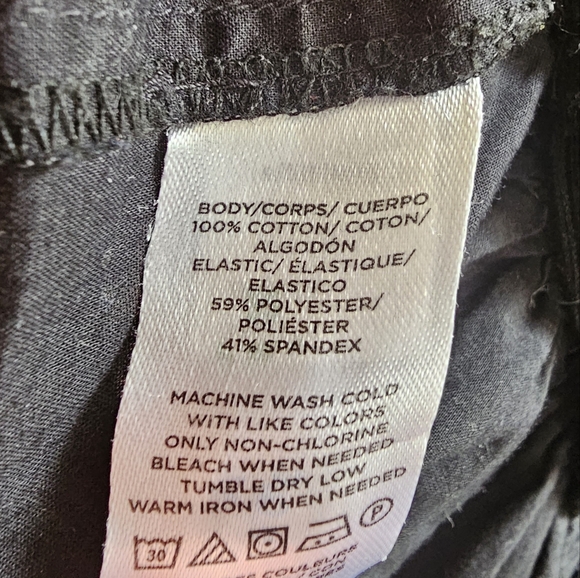 BODY/CORPS/ CUERPO
100% COTTON/ COTON/
ALGODÓN
ELASTIC/ ÉLASTIQUE/
ELASTICO
59% POLYESTER/
POLIÉSTER
41% SPANDEX
MACHINE WASH COLD
WITH LIKE COLORS
ONLY NON-CHLORINE
BLEACH WHEN NEEDED
TUMBLE DRY LOW
WARM IRON WHEN NEEDED
30 P
COULEURS